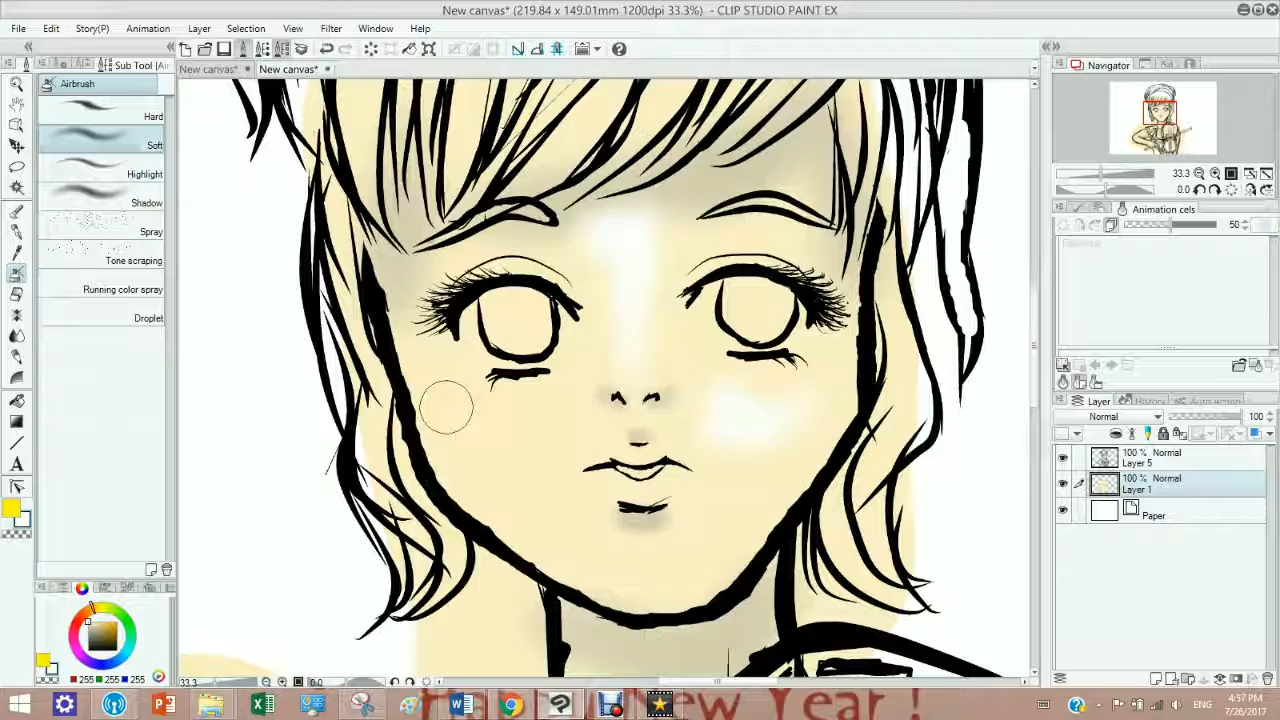 New canvas* (219.84 x 149.01mm 1200dpi 33.3%) - CLIP STUDIO PAINT EX
File Edit Story(P) Animation Layer Selection View Filter Window Help
Sub Tool [Air
Navigator
New canvas*
New canvas*
Airbrush
Hard
Soft
Highlight
Shadow
Spray
Tone scraping
Running color spray
Droplet
33.3
0.0
Animation cels
50
Layer
History
Auto action
Normal
100
100 % Normal
Layer 5
100 % Normal
Layer 1
Paper
255 255 255
33.3
0.0
Happy New Year !
ENG
4:57 PM
7/26/2017